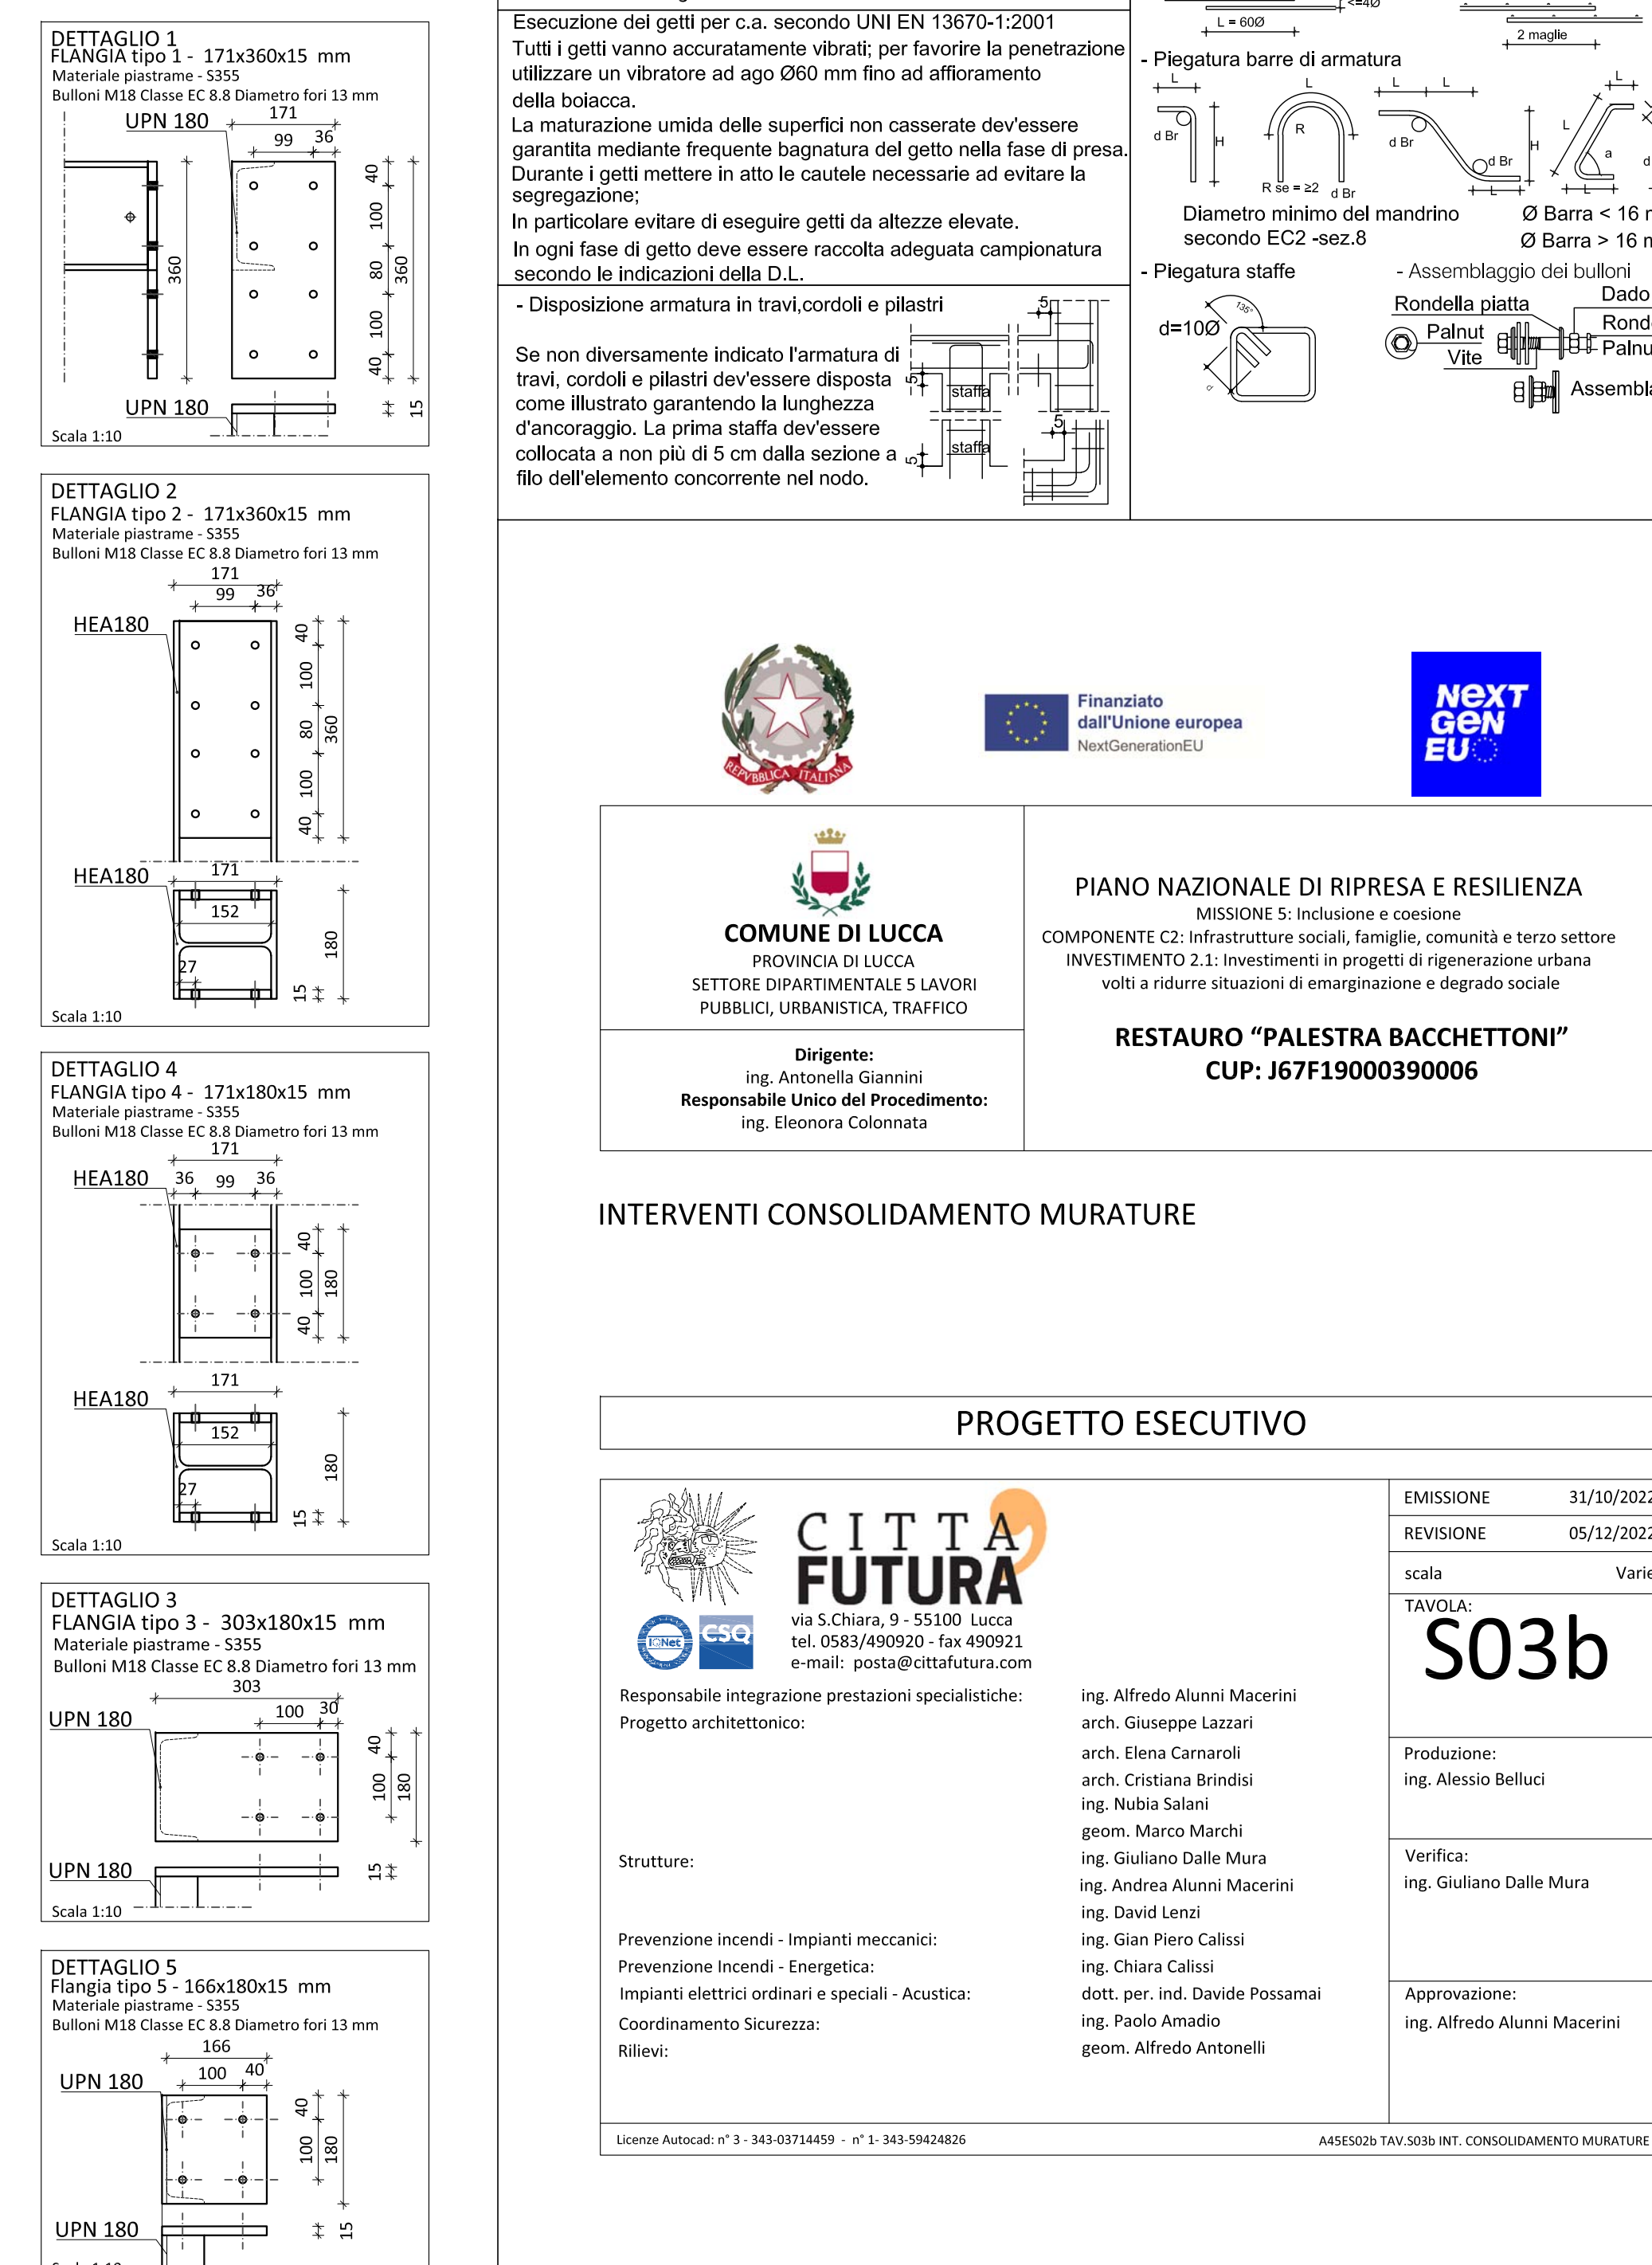 DETTAGLIO 1
FLANGIA tipo 1 - 171x360x15 mm
Materiale piastrame - S355
Bulloni M18 Classe EC 8.8 Diametro fori 13 mm
171
UPN 180
99 36
40
100
80
100
40
360
360
UPN 180
15
Scala 1:10
DETTAGLIO 2
FLANGIA tipo 2 - 171x360x15 mm
Materiale piastrame - S355
Bulloni M18 Classe EC 8.8 Diametro fori 13 mm
171
99 36
HEA180
40
100
80
360
100
40
HEA180
171
152
180
27
15
Scala 1:10
DETTAGLIO 4
FLANGIA tipo 4 - 171x180x15 mm
Materiale piastrame - S355
Bulloni M18 Classe EC 8.8 Diametro fori 13 mm
171
HEA180
36 99 36
40
100
180
40
171
HEA180
152
180
27
15
Scala 1:10
DETTAGLIO 3
FLANGIA tipo 3 - 303x180x15 mm
Materiale piastrame - S355
Bulloni M18 Classe EC 8.8 Diametro fori 13 mm
303
UPN 180
100 30
40
100
180
UPN 180
15
Scala 1:10
DETTAGLIO 5
Flangia tipo 5 - 166x180x15 mm
Materiale piastrame - S355
Bulloni M18 Classe EC 8.8 Diametro fori 13 mm
166
100 40
UPN 180
40
100
180
UPN 180
15
Esecuzione dei getti per c.a. secondo UNI EN 13670-1:2001
Tutti i getti vanno accuratamente vibrati; per favorire la penetrazione
utilizzare un vibratore ad ago Ø60 mm fino ad affioramento
della boiacca.
La maturazione umida delle superfici non casserate dev'essere
garantita mediante frequente bagnatura del getto nella fase di presa.
Durante i getti mettere in atto le cautele necessarie ad evitare la
segregazione;
In particolare evitare di eseguire getti da altezze elevate.
In ogni fase di getto deve essere raccolta adeguata campionatura
secondo le indicazioni della D.L.
- Disposizione armatura in travi,cordoli e pilastri
Se non diversamente indicato l'armatura di
travi, cordoli e pilastri dev'essere disposta
come illustrato garantendo la lunghezza
d'ancoraggio. La prima staffa dev'essere
collocata a non più di 5 cm dalla sezione a
filo dell'elemento concorrente nel nodo.
5
5
staffa
5
5
staffa
<=4Ø
L = 60Ø
2 maglie
- Piegatura barre di armatura
L
d Br
H
L
R
R se = ≥2 d Br
L L
d Br
H
d Br
L
L
L
a
L
Diametro minimo del mandrino
secondo EC2 -sez.8
Ø Barra < 16
Ø Barra > 16
- Piegatura staffe
135°
d=10Ø
d
- Assemblaggio dei bulloni
Rondella piatta
Dado
Palnut
Vite
REPVBBLICA ITALIANA
Finanziato
dall'Unione europea
NextGenerationEU
NEXT
GEN
EU
COMUNE DI LUCCA
PROVINCIA DI LUCCA
SETTORE DIPARTIMENTALE 5 LAVORI
PUBBLICI, URBANISTICA, TRAFFICO
Dirigente:
ing. Antonella Giannini
Responsabile Unico del Procedimento:
ing. Eleonora Colonnata
PIANO NAZIONALE DI RIPRESA E RESILIENZA
MISSIONE 5: Inclusione e coesione
COMPONENTE C2: Infrastrutture sociali, famiglie, comunità e terzo settore
INVESTIMENTO 2.1: Investimenti in progetti di rigenerazione urbana
volti a ridurre situazioni di emarginazione e degrado sociale
RESTAURO “PALESTRA BACCHETTONI”
CUP: J67F19000390006
INTERVENTI CONSOLIDAMENTO MURATURE
PROGETTO ESECUTIVO
CITTA
FUTURA
IQNet
CSQ
via S.Chiara, 9 - 55100 Lucca
tel. 0583/490920 - fax 490921
e-mail: posta@cittafutura.com
Responsabile integrazione prestazioni specialistiche: ing. Alfredo Alunni Macerini
Progetto architettonico: arch. Giuseppe Lazzari
arch. Elena Carnaroli
arch. Cristiana Brindisi
ing. Nubia Salani
geom. Marco Marchi
Strutture: ing. Giuliano Dalle Mura
ing. Andrea Alunni Macerini
ing. David Lenzi
Prevenzione incendi - Impianti meccanici: ing. Gian Piero Calissi
Prevenzione Incendi - Energetica: ing. Chiara Calissi
Impianti elettrici ordinari e speciali - Acustica: dott. per. ind. Davide Possamai
Coordinamento Sicurezza: ing. Paolo Amadio
Rilievi: geom. Alfredo Antonelli
EMISSIONE 31/10/2022
REVISIONE 05/12/2022
scala Varie
TAVOLA:
S03b
Produzione:
ing. Alessio Belluci
Verifica:
ing. Giuliano Dalle Mura
Approvazione:
ing. Alfredo Alunni Macerini
Licenze Autocad: n° 3 - 343-03714459 - n° 1- 343-59424826
A45ES02b TAV.S03b INT. CONSOLIDAMENTO MURATURE